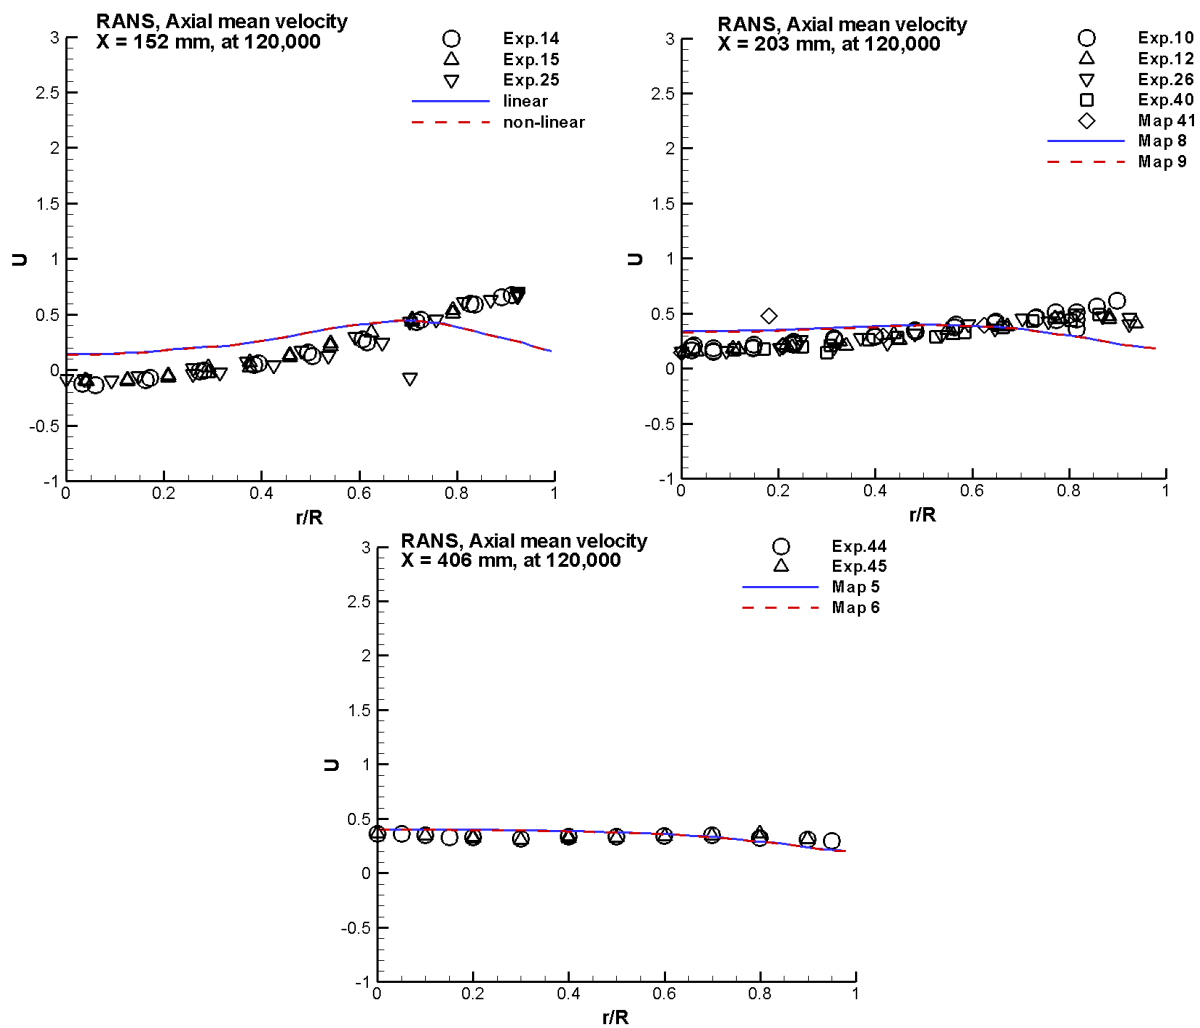 RANS, Axial mean velocity
X = 152 mm, at 120,000
Exp.14
Exp.15
Exp.25
linear
non-linear
3
2.5
2
1.5
1
0.5
0
-0.5
-1
U
0
0.2
0.4
0.6
0.8
1
r/R
RANS, Axial mean velocity
X = 203 mm, at 120,000
Exp.10
Exp.12
Exp.26
Exp.40
Map 41
Map 8
Map 9
3
2.5
2
1.5
1
0.5
0
-0.5
-1
U
0
0.2
0.4
0.6
0.8
1
r/R
RANS, Axial mean velocity
X = 406 mm, at 120,000
Exp.44
Exp.45
Map 5
Map 6
3
2.5
2
1.5
1
0.5
0
-0.5
-1
U
0
0.2
0.4
0.6
0.8
1
r/R